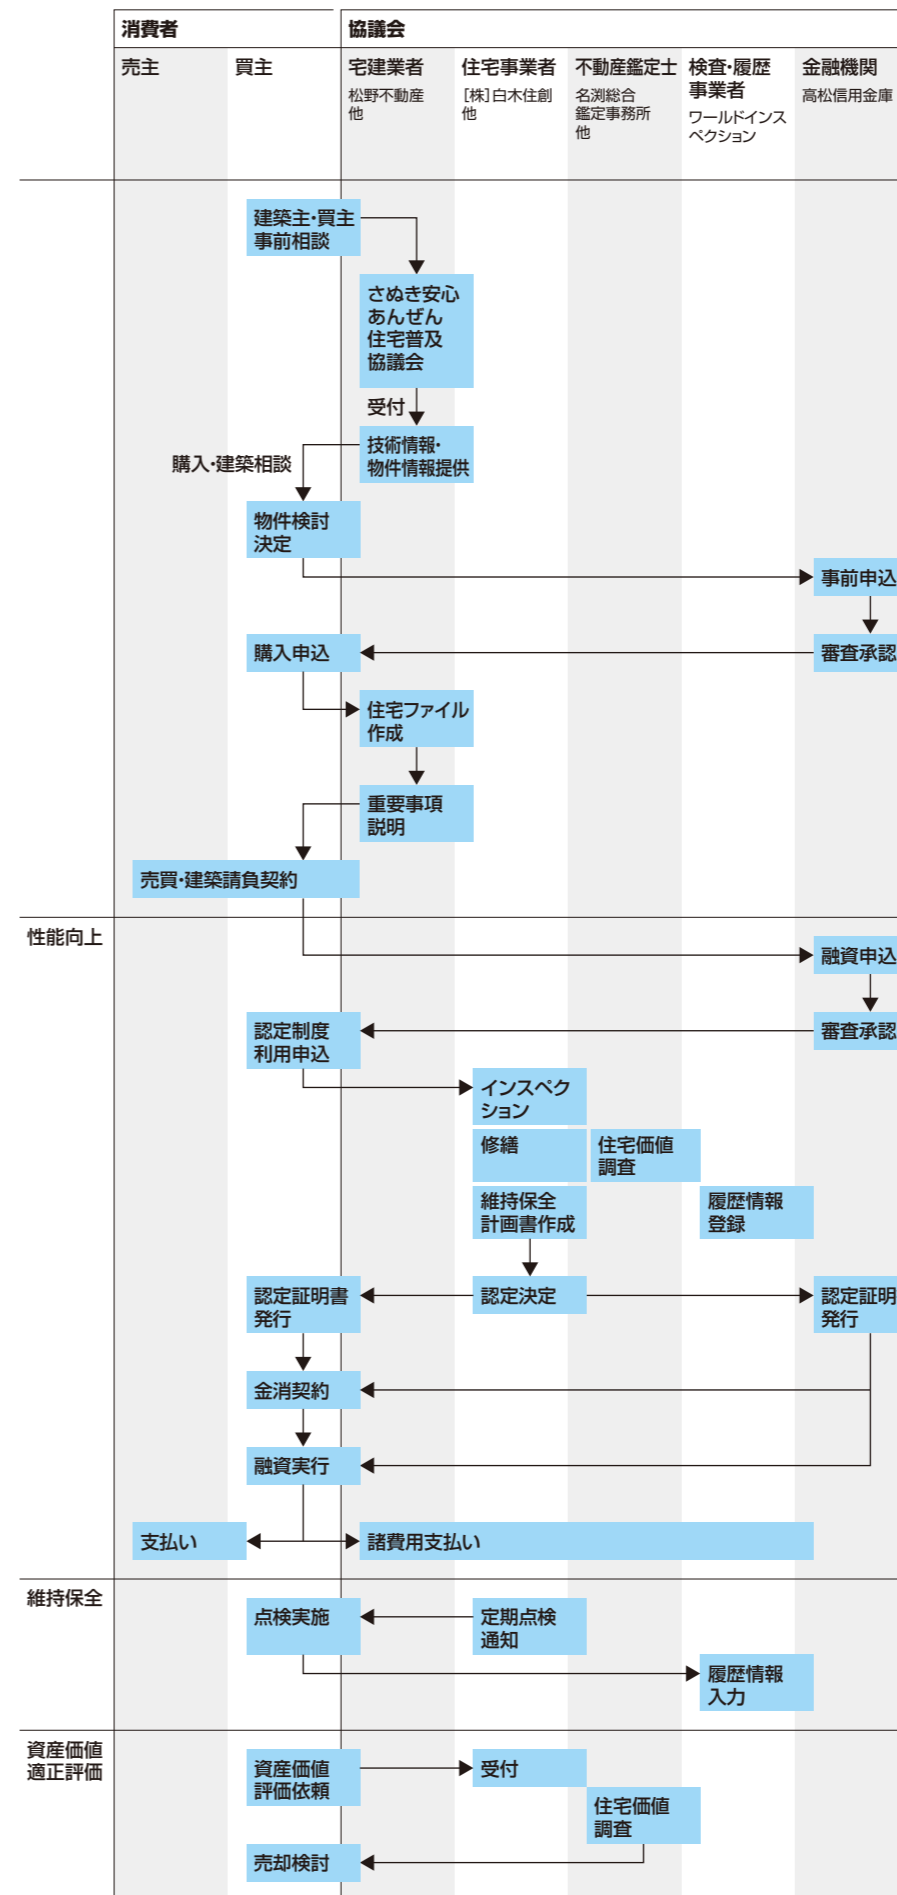 消費者
協議会
売主
買主
宅建業者
松野不動産
他
住宅事業者
［株］白木住創
他
不動産鑑定士
名渕総合
鑑定事務所
他
検査・履歴
事業者
ワールドインス
ペクション
金融機関
高松信用金庫
建築主・買主
事前相談
さぬき安心
あんぜん
住宅普及
協議会
受付
技術情報・
物件情報提供
購入・建築相談
物件検討
決定
事前申込
審査承認
購入申込
住宅ファイル
作成
重要事項
説明
売買・建築請負契約
性能向上
融資申込
審査承認
認定制度
利用申込
インスペク
ション
修繕
住宅価値
調査
維持保全
計画書作成
履歴情報
登録
認定決定
認定証明書
発行
認定証明
発行
金消契約
融資実行
支払い
諸費用支払い
維持保全
点検実施
定期点検
通知
履歴情報
入力
資産価値
適正評価
資産価値
評価依頼
受付
住宅価値
調査
売却検討